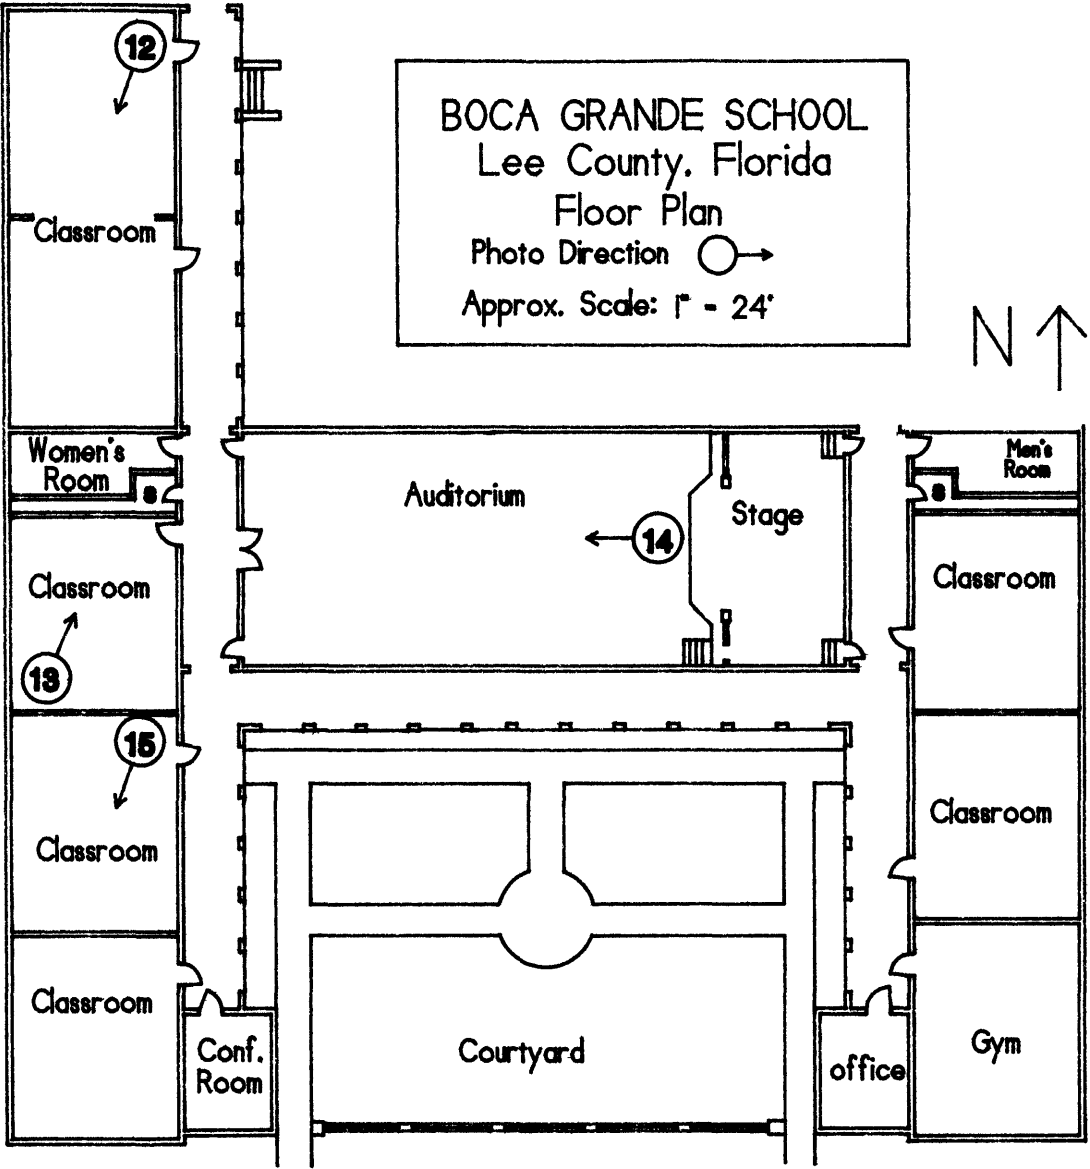 12
BOCA GRANDE SCHOOL
Lee County, Florida
Floor Plan
Photo Direction
Approx. Scale: 1" - 24'
Classroom
N
Women's
Room
s
Auditorium
14
Stage
Men's
Room
s
Classroom
13
Classroom
15
Classroom
Classroom
Classroom
Conf.
Room
Courtyard
office
Gym